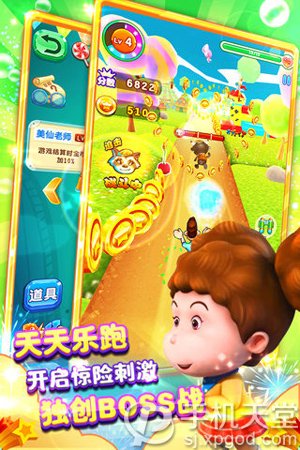 LV.4
分数 6822
510
美仙老师 Lv
游戏结算时金币
加10%
道具
天天乐跑
开启惊险刺激
独创BOSS战
手机天堂
sj.xpgod.com